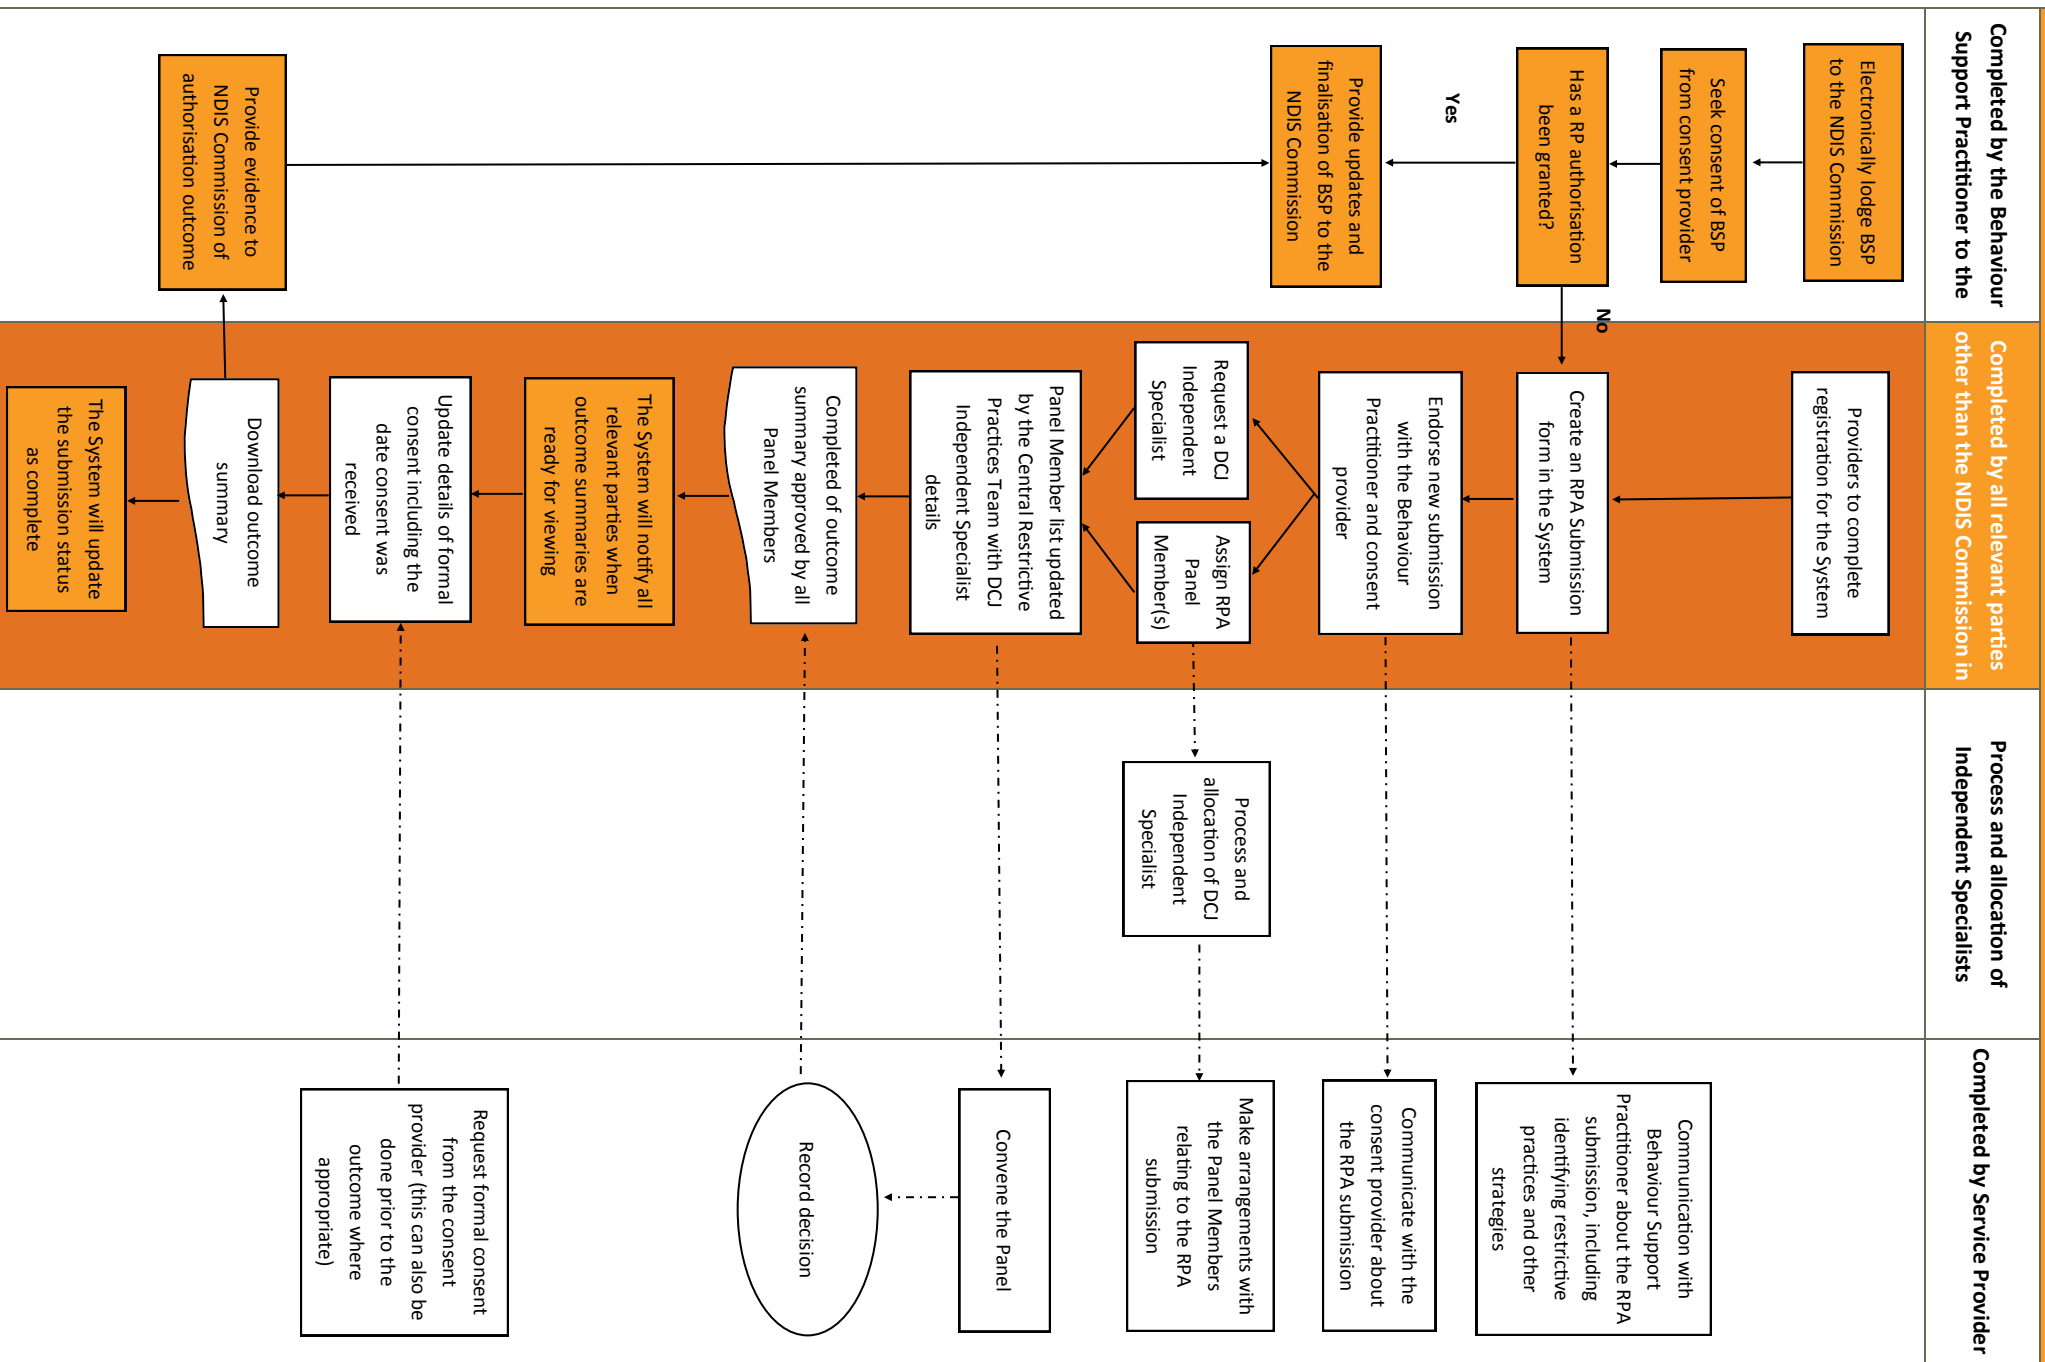 Completed by the Behaviour
Support Practitioner to the
Completed by all relevant parties
other than the NDIS Commission in
Process and allocation of
Independent Specialists
Completed by Service Provider
Electronically lodge BSP
to the NDIS Commission
Seek consent of BSP
from consent provider
Has a RP authorisation
been granted?
Yes
No
Provide updates and
finalisation of BSP to the
NDIS Commission
Provide evidence to
NDIS Commission of
authorisation outcome
Providers to complete
registration for the System
Create an RPA Submission
form in the System
Endorse new submission
with the Behaviour
Practitioner and consent
provider
Request a DCJ
Independent
Specialist
Assign RPA
Panel
Member(s)
Panel Member list updated
by the Central Restrictive
Practices Team with DCJ
Independent Specialist
details
Completed of outcome
summary approved by all
Panel Members
The System will notify all
relevant parties when
outcome summaries are
ready for viewing
Update details of formal
consent including the
date consent was
received
Download outcome
summary
The System will update
the submission status
as complete
Process and
allocation of DCJ
Independent
Specialist
Communication with
Behaviour Support
Practitioner about the RPA
submission, including
identifying restrictive
practices and other
strategies
Communicate with the
consent provider about
the RPA submission
Make arrangements with
the Panel Members
relating to the RPA
submission
Convene the Panel
Record decision
Request formal consent
from the consent
provider (this can also be
done prior to the
outcome where
appropriate)